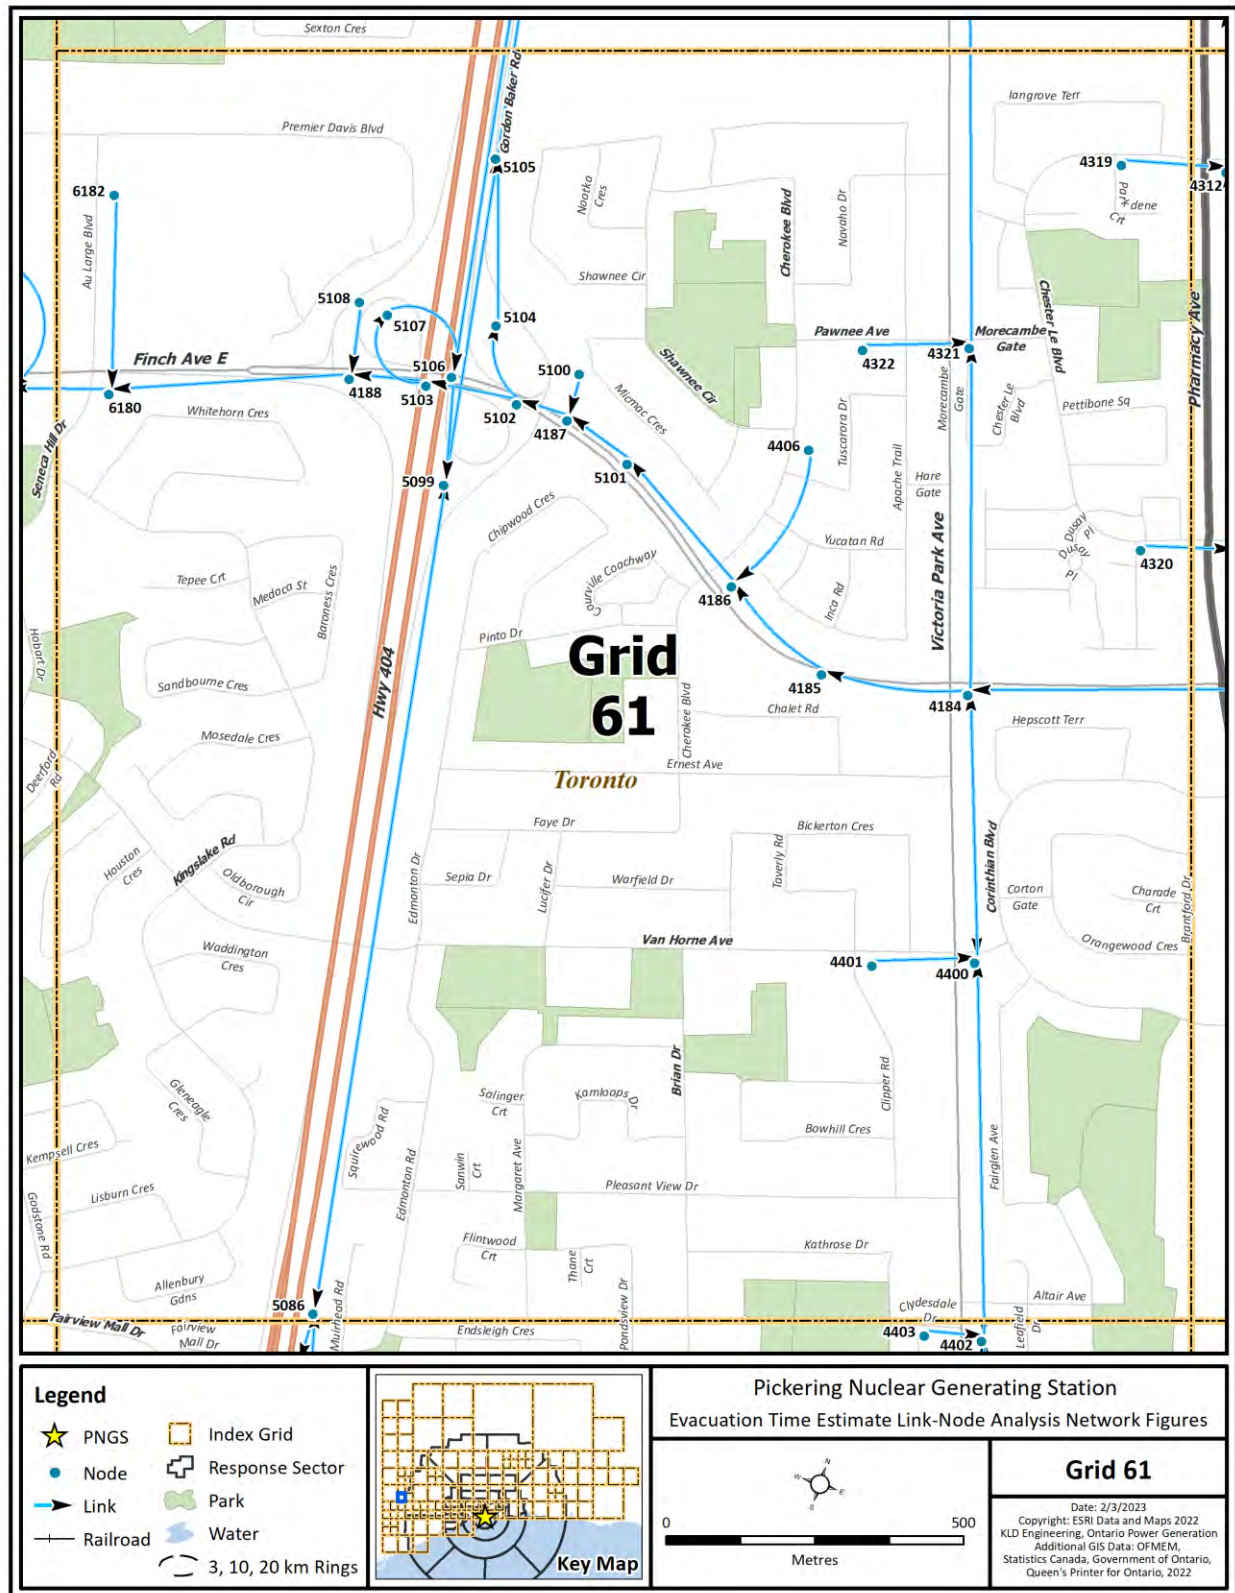 Sexton Cres
Gordon Baker Rd
Iangrove Terr
Premier Davis Blvd
5105
4319
4312
6182
Nootka
Cres
Park dene
Crt
Au Large Blvd
Cherokee Blvd
Navaho Dr
Shawnee Cir
5108
5107
5104
Chester Le Blvd
Pharmacy Ave
Finch Ave E
Pawnee Ave
Morecambe
Gate
4322
4321
5106
5100
4188
5103
Shawnee Cir
6180
5102
4187
Micmac Cres
Morecambe
Gate
Chester Le
Blvd
Pettibone Sq
Whitehorn Cres
Seneca Hill Dr
4406
Tuscarora Dr
Apache Trail
5101
Hare
Gate
5099
Chipwood Cres
Victoria Park Ave
Dusay
Pl
Dusay
Pl
Yucatan Rd
4320
Tepee Crt
Medaca St
Baroness Cres
Courville Coachway
4186
Inca Rd
Hobart Dr
Pinto Dr
Grid
61
Hwy 404
Sandbourne Cres
4185
4184
Chalet Rd
Hepscott Terr
Cherokee Blvd
Mosedale Cres
Deerford
Rd
Ernest Ave
Toronto
Faye Dr
Bickerton Cres
Kingslake Rd
Houston
Cres
Oldborough
Cir
Edmonton Dr
Sepia Dr
Lucifer Dr
Warfield Dr
Taverly Rd
Corinthian Blvd
Corton
Gate
Charade
Crt
Brantford Dr
Waddington
Cres
Van Horne Ave
Orangewood Cres
4401
4400
Gleneagle
Cres
Salinger
Crt
Kamloops Dr
Brian Dr
Clipper Rd
Squirewood Rd
Bowhill Cres
Kempsell Cres
Sanwin
Crt
Margaret Ave
Fairglen Ave
Lisburn Cres
Edmonton Rd
Pleasant View Dr
Godstone Rd
Flintwood
Crt
Thane
Crt
Kathrose Dr
Allenbury
Gdns
5086
Muirhead Rd
Pondsview Dr
Clydesdale
Dr
Altair Ave
Leafield
Dr
Fairview Mall Dr
Fairview
Mall Dr
Endsleigh Cres
4403
4402
Legend
PNGS
Node
Link
Railroad
Index Grid
Response Sector
Park
Water
3, 10, 20 km Rings
Key Map
Pickering Nuclear Generating Station
Evacuation Time Estimate Link-Node Analysis Network Figures
N
W
E
S
0
500
Metres
Grid 61
Date: 2/3/2023
Copyright: ESRI Data and Maps 2022
KLD Engineering, Ontario Power Generation
Additional GIS Data: OFMEM,
Statistics Canada, Government of Ontario,
Queen's Printer for Ontario, 2022